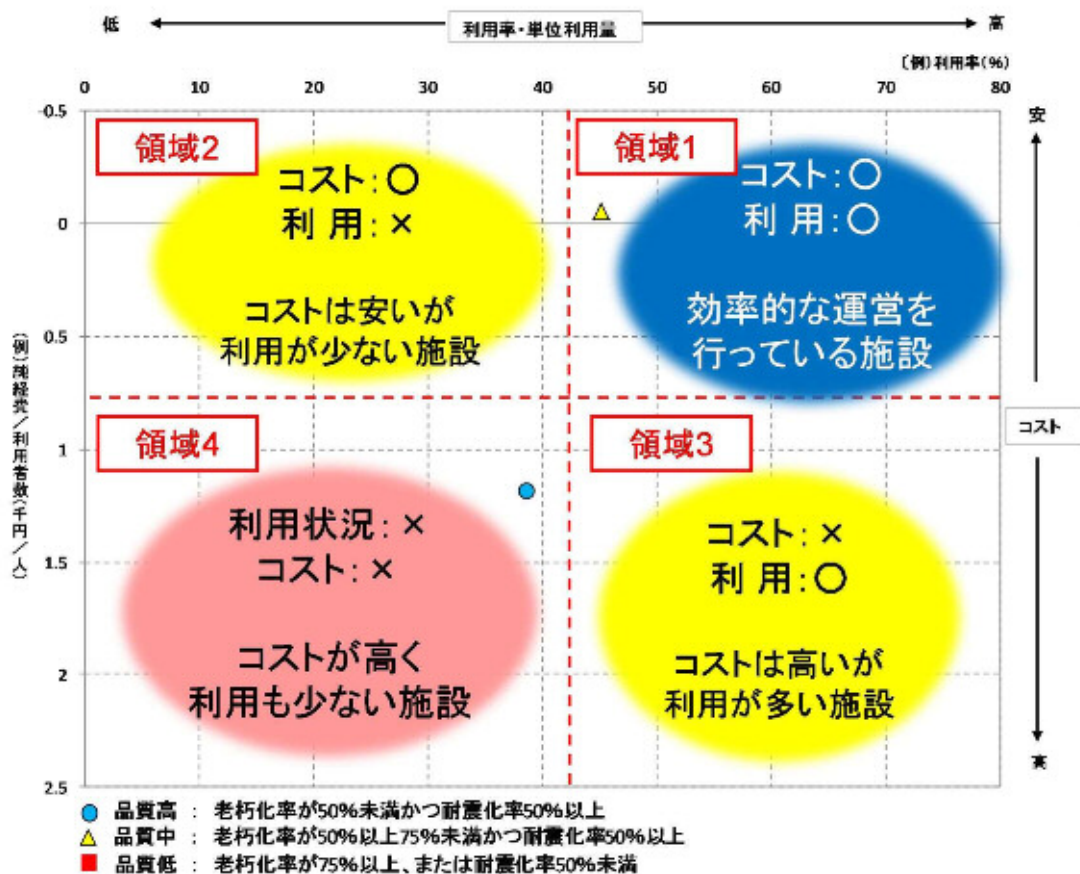 低 利用率・単位利用量 高
(例)利用率(%)
0 10 20 30 40 50 60 70 80
-0.5
0
0.5
1
1.5
2
2.5
(例)純経費/利用者数(千円/人)
安
コスト
高
領域2
コスト:○
利 用:×
コストは安いが
利用が少ない施設
領域1
コスト:○
利 用:○
効率的な運営を
行っている施設
領域4
利用状況:×
コスト:×
コストが高く
利用も少ない施設
領域3
コスト:×
利 用:○
コストは高いが
利用が多い施設
品質高 : 老朽化率が50%未満かつ耐震化率50%以上
品質中 : 老朽化率が50%以上75%未満かつ耐震化率50%以上
品質低 : 老朽化率が75%以上、または耐震化率50%未満